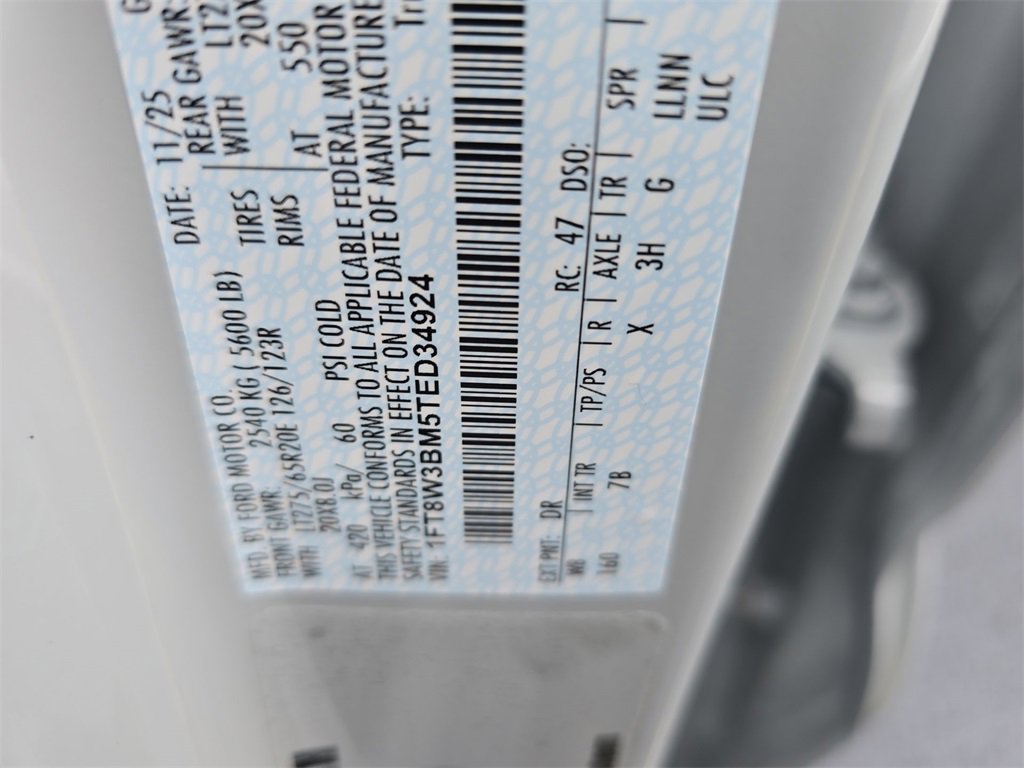 MFD. BY FORD MOTOR CO.
DATE: 11/25
FRONT GAWR: 2540 KG ( 5600 LB)
REAR GAWR:
WITH LT275/65R20E 126/123R TIRES
WITH
20X8.0J RIMS
AT 420 kPa/ 60 PSI COLD
AT 550
THIS VEHICLE CONFORMS TO ALL APPLICABLE FEDERAL MOTOR
SAFETY STANDARDS IN EFFECT ON THE DATE OF MANUFACTURE
VIN: 1FT8W3BM5TED34924
TYPE:
EXT PNT: DR RC: 47 DSO:
WB INT TR TP/PS R AXLE TR SPR
160 7B X 3H G LLNN
ULC